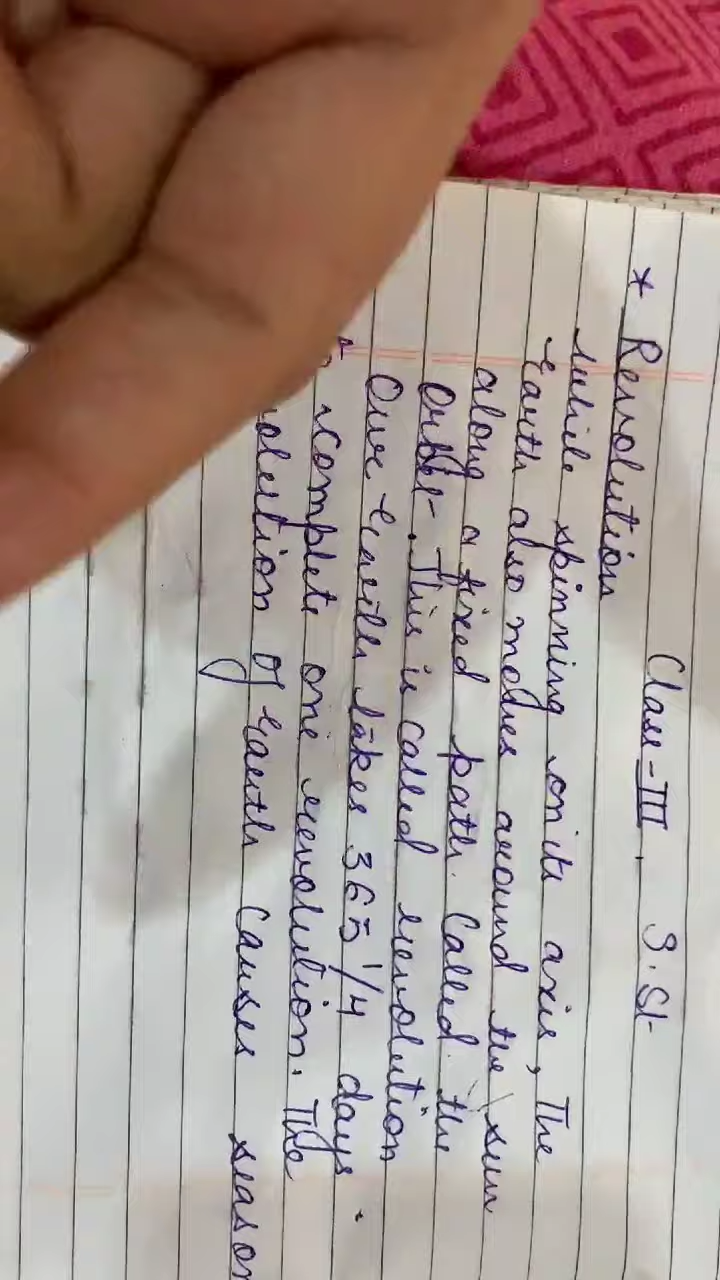 Class-III. S.St
* Revolution
while spinning on its axis, The
earth also moves around the sun
along a fixed path. Called the
Orbit. This is called revolution
Our earth takes 365 1/4 days.
complete one revolution. The
olution of earth causes season